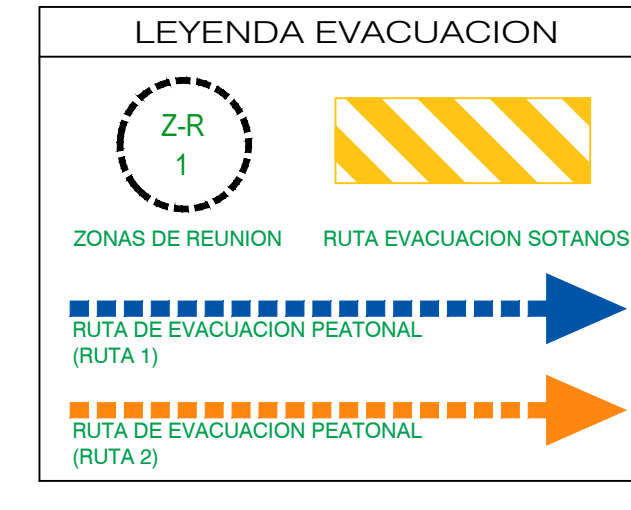 LEYENDA EVACUACION
Z-R
1
ZONAS DE REUNION
RUTA EVACUACION SOTANOS
RUTA DE EVACUACION PEATONAL
(RUTA 1)
RUTA DE EVACUACION PEATONAL
(RUTA 2)